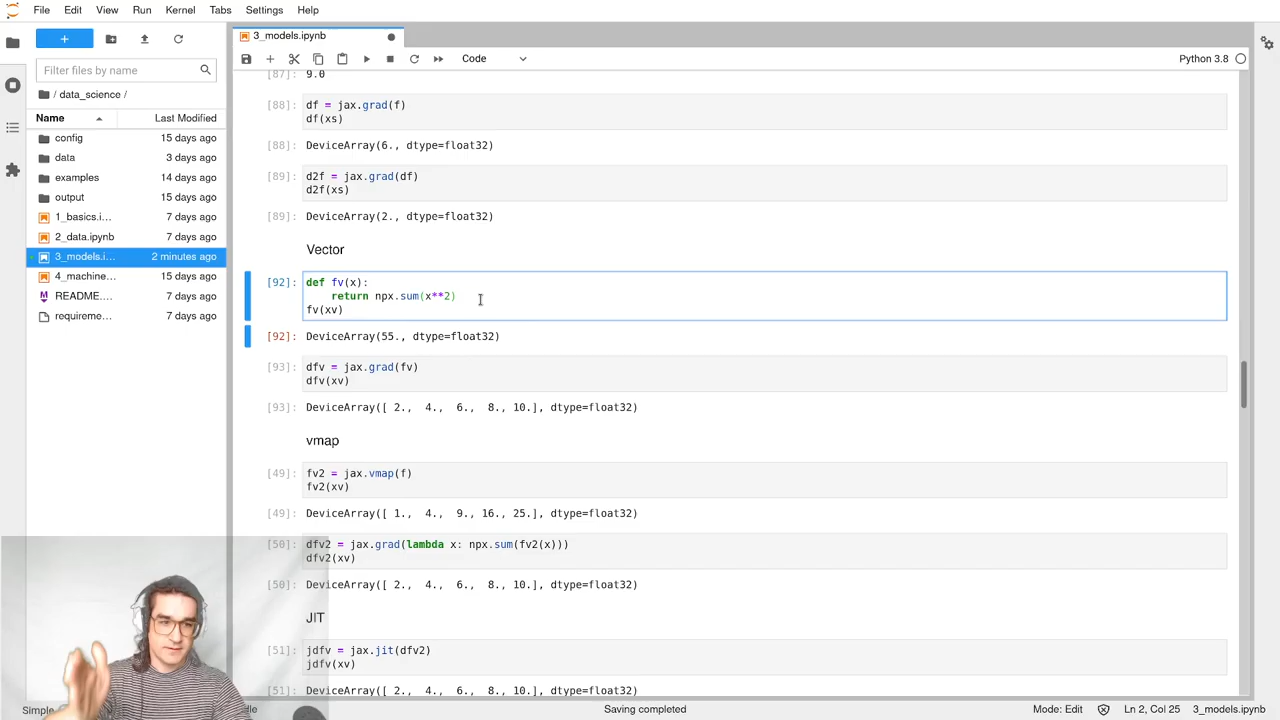 File Edit View Run Kernel Tabs Settings Help
3_models.ipynb
Filter files by name
/ data_science /
Name Last Modified
config 15 days ago
data 3 days ago
examples 14 days ago
output 15 days ago
1_basics.i… 7 days ago
2_data.ipynb 7 days ago
3_models.i… 2 minutes ago
4_machine… 15 days ago
README.… 7 days ago
requireme… 7 days ago
Code
Python 3.8
[87]: 9.0
[88]: df = jax.grad(f)
df(xs)
[88]: DeviceArray(6., dtype=float32)
[89]: d2f = jax.grad(df)
d2f(xs)
[89]: DeviceArray(2., dtype=float32)
Vector
[92]: def fv(x):
return npx.sum(x**2)
fv(xv)
[92]: DeviceArray(55., dtype=float32)
[93]: dfv = jax.grad(fv)
dfv(xv)
[93]: DeviceArray([ 2., 4., 6., 8., 10.], dtype=float32)
vmap
[49]: fv2 = jax.vmap(f)
fv2(xv)
[49]: DeviceArray([ 1., 4., 9., 16., 25.], dtype=float32)
[50]: dfv2 = jax.grad(lambda x: npx.sum(fv2(x)))
dfv2(xv)
[50]: DeviceArray([ 2., 4., 6., 8., 10.], dtype=float32)
JIT
[51]: jdfv = jax.jit(dfv2)
jdfv(xv)
[51]: DeviceArray([ 2., 4., 6., 8., 10.], dtype=float32)
Simple
Saving completed
Mode: Edit
Ln 2, Col 25
3_models.ipynb